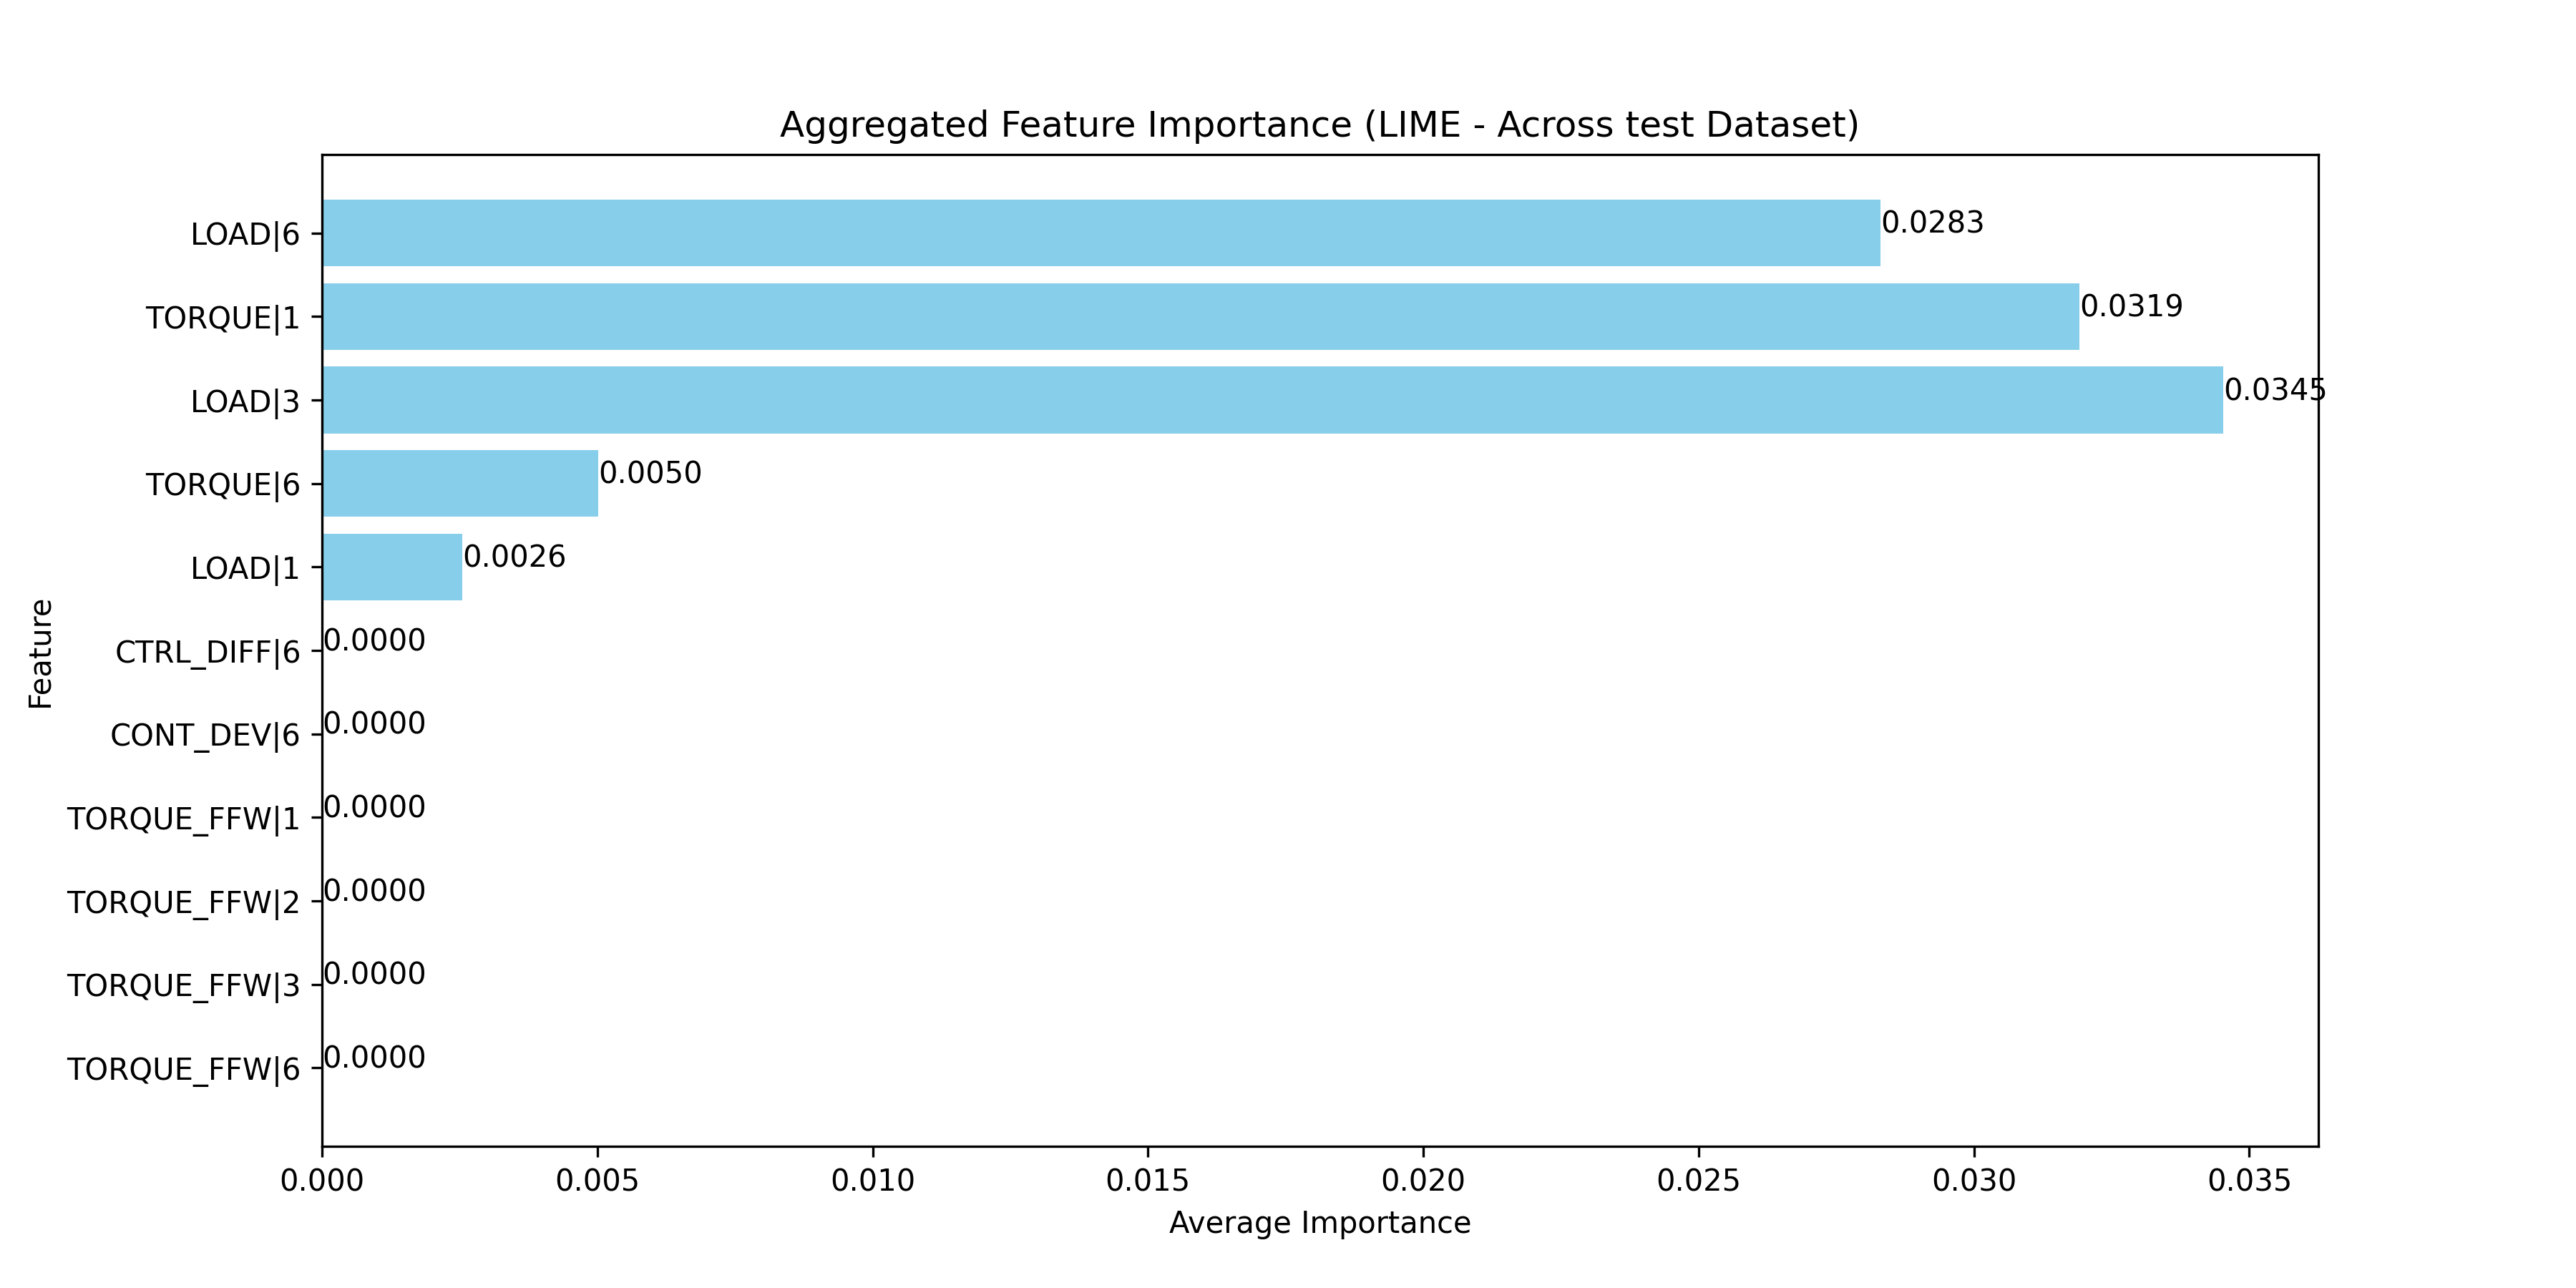 Aggregated Feature Importance (LIME - Across test Dataset)
LOAD|6 0.0283
TORQUE|1 0.0319
LOAD|3 0.0345
TORQUE|6 0.0050
LOAD|1 0.0026
CTRL_DIFF|6 0.0000
CONT_DEV|6 0.0000
TORQUE_FFW|1 0.0000
TORQUE_FFW|2 0.0000
TORQUE_FFW|3 0.0000
TORQUE_FFW|6 0.0000
Feature
0.000 0.005 0.010 0.015 0.020 0.025 0.030 0.035
Average Importance